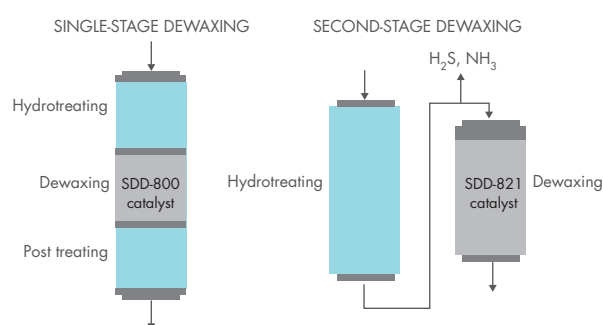 SINGLE-STAGE DEWAXING
Hydrotreating
Dewaxing
SDD-800
catalyst
Post treating
SECOND-STAGE DEWAXING
H₂S, NH₃
Hydrotreating
SDD-821
catalyst
Dewaxing